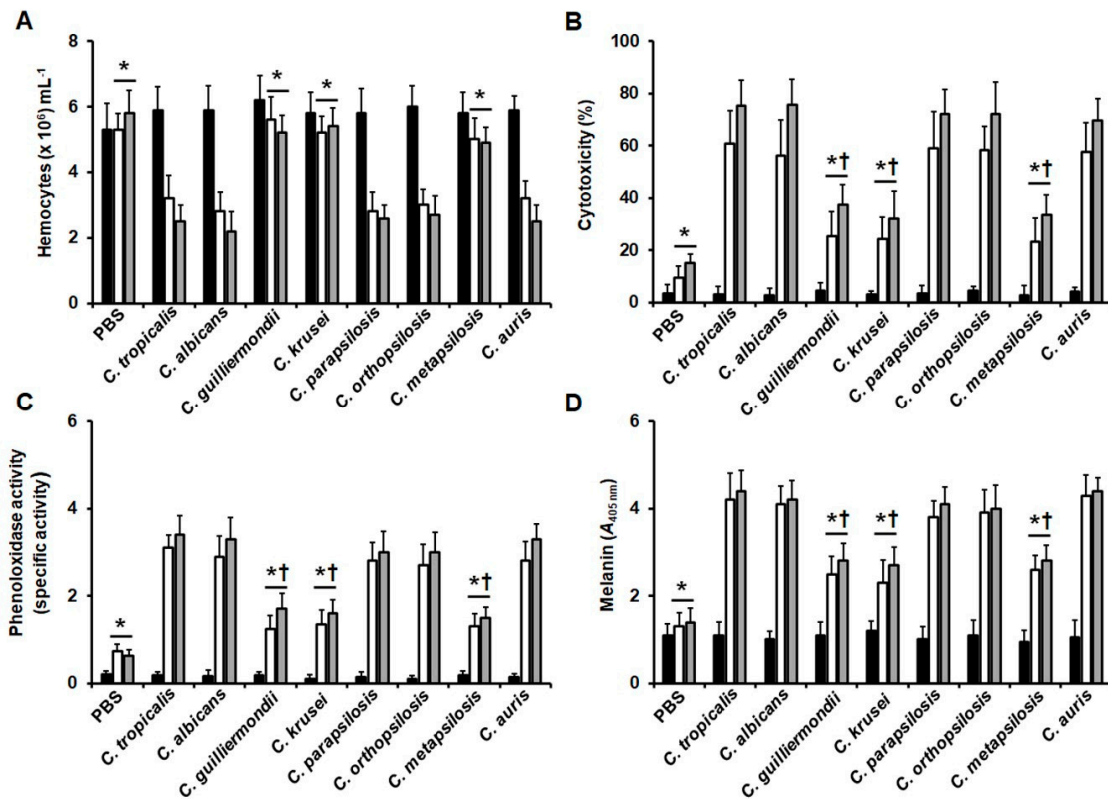 A
Hemocytes (x 10⁶) mL⁻¹
8
6
4
2
0
* * * *
PBS
C. tropicalis
C. albicans
C. guilliermondii
C. krusei
C. parapsilosis
C. orthopsilosis
C. metapsilosis
C. auris
B
Cytotoxicity (%)
100
80
60
40
20
0
* *† *† *†
PBS
C. tropicalis
C. albicans
C. guilliermondii
C. krusei
C. parapsilosis
C. orthopsilosis
C. metapsilosis
C. auris
C
Phenoloxidase activity
(specific activity)
6
4
2
0
* *† *† *†
PBS
C. tropicalis
C. albicans
C. guilliermondii
C. krusei
C. parapsilosis
C. orthopsilosis
C. metapsilosis
C. auris
D
Melanin (A405 nm)
6
4
2
0
* *† *† *†
PBS
C. tropicalis
C. albicans
C. guilliermondii
C. krusei
C. parapsilosis
C. orthopsilosis
C. metapsilosis
C. auris